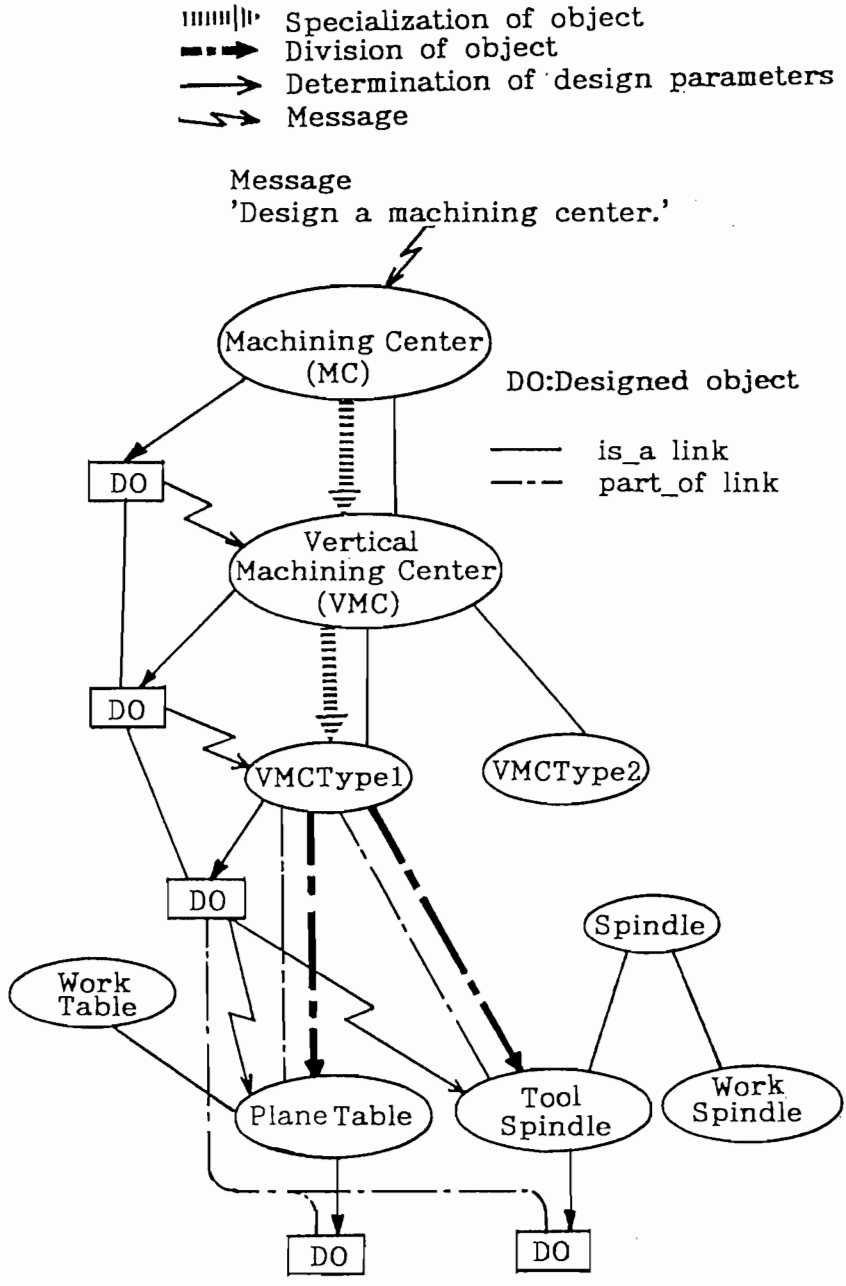 Specialization of object
Division of object
Determination of design parameters
Message
Message
'Design a machining center.'
Machining Center
(MC)
DO:Designed object
is_a link
part_of link
DO
Vertical
Machining Center
(VMC)
DO
VMCType1
VMCType2
DO
Spindle
Work
Table
Plane Table
Tool
Spindle
Work
Spindle
DO
DO